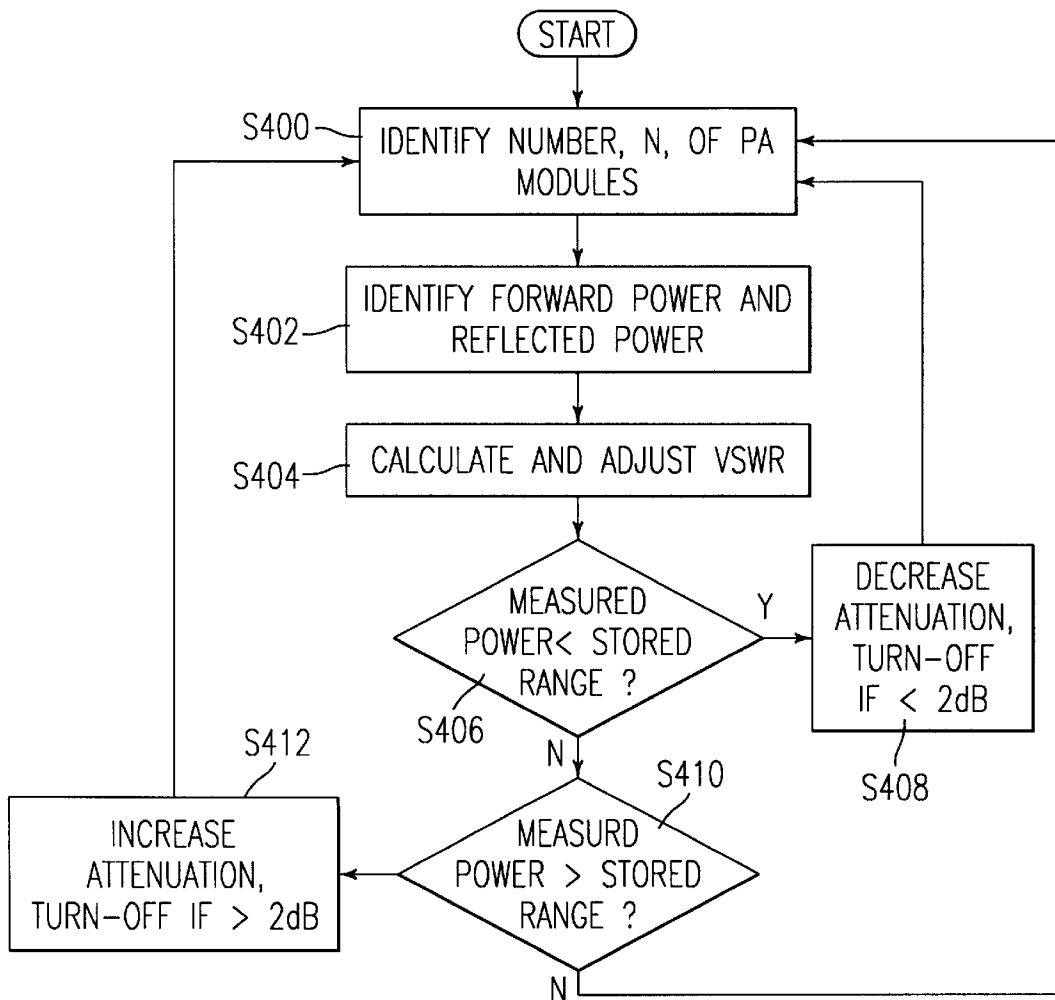 START
S400
IDENTIFY NUMBER, N, OF PA
MODULES
S402
IDENTIFY FORWARD POWER AND
REFLECTED POWER
S404
CALCULATE AND ADJUST VSWR
S406
MEASURED
POWER< STORED
RANGE ?
Y
DECREASE
ATTENUATION,
TURN-OFF
IF < 2dB
S408
N
S410
MEASURD
POWER > STORED
RANGE ?
S412
INCREASE
ATTENUATION,
TURN-OFF IF > 2dB
N